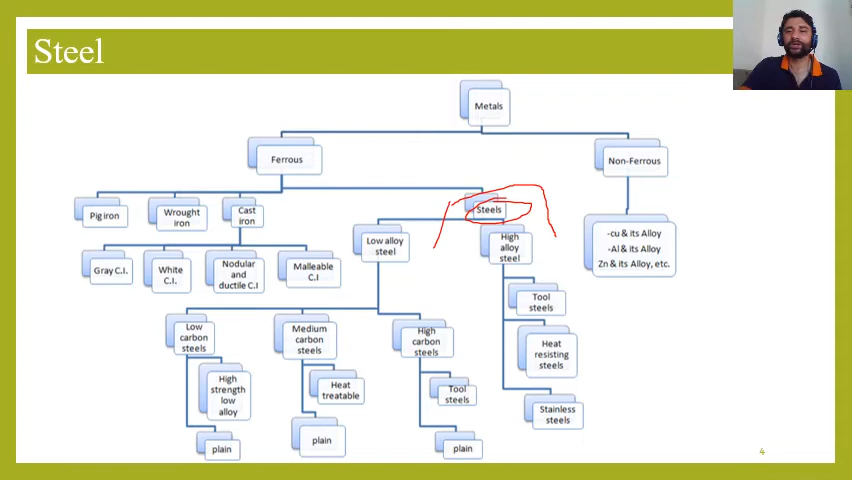 Steel
Metals
Ferrous
Non-Ferrous
Pig iron
Wrought
iron
Cast
iron
Steels
-cu & its Alloy
-Al & its Alloy
Zn & its Alloy, etc.
Low alloy
steel
High
alloy
steel
Gray C.I.
White
C.I.
Nodular
and
ductile C.I
Malleable
C.I
Tool
steels
Low
carbon
steels
Medium
carbon
steels
High
carbon
steels
Heat
resisting
steels
High
strength
low
alloy
Heat
treatable
Tool
steels
Stainless
steels
plain
plain
plain
4